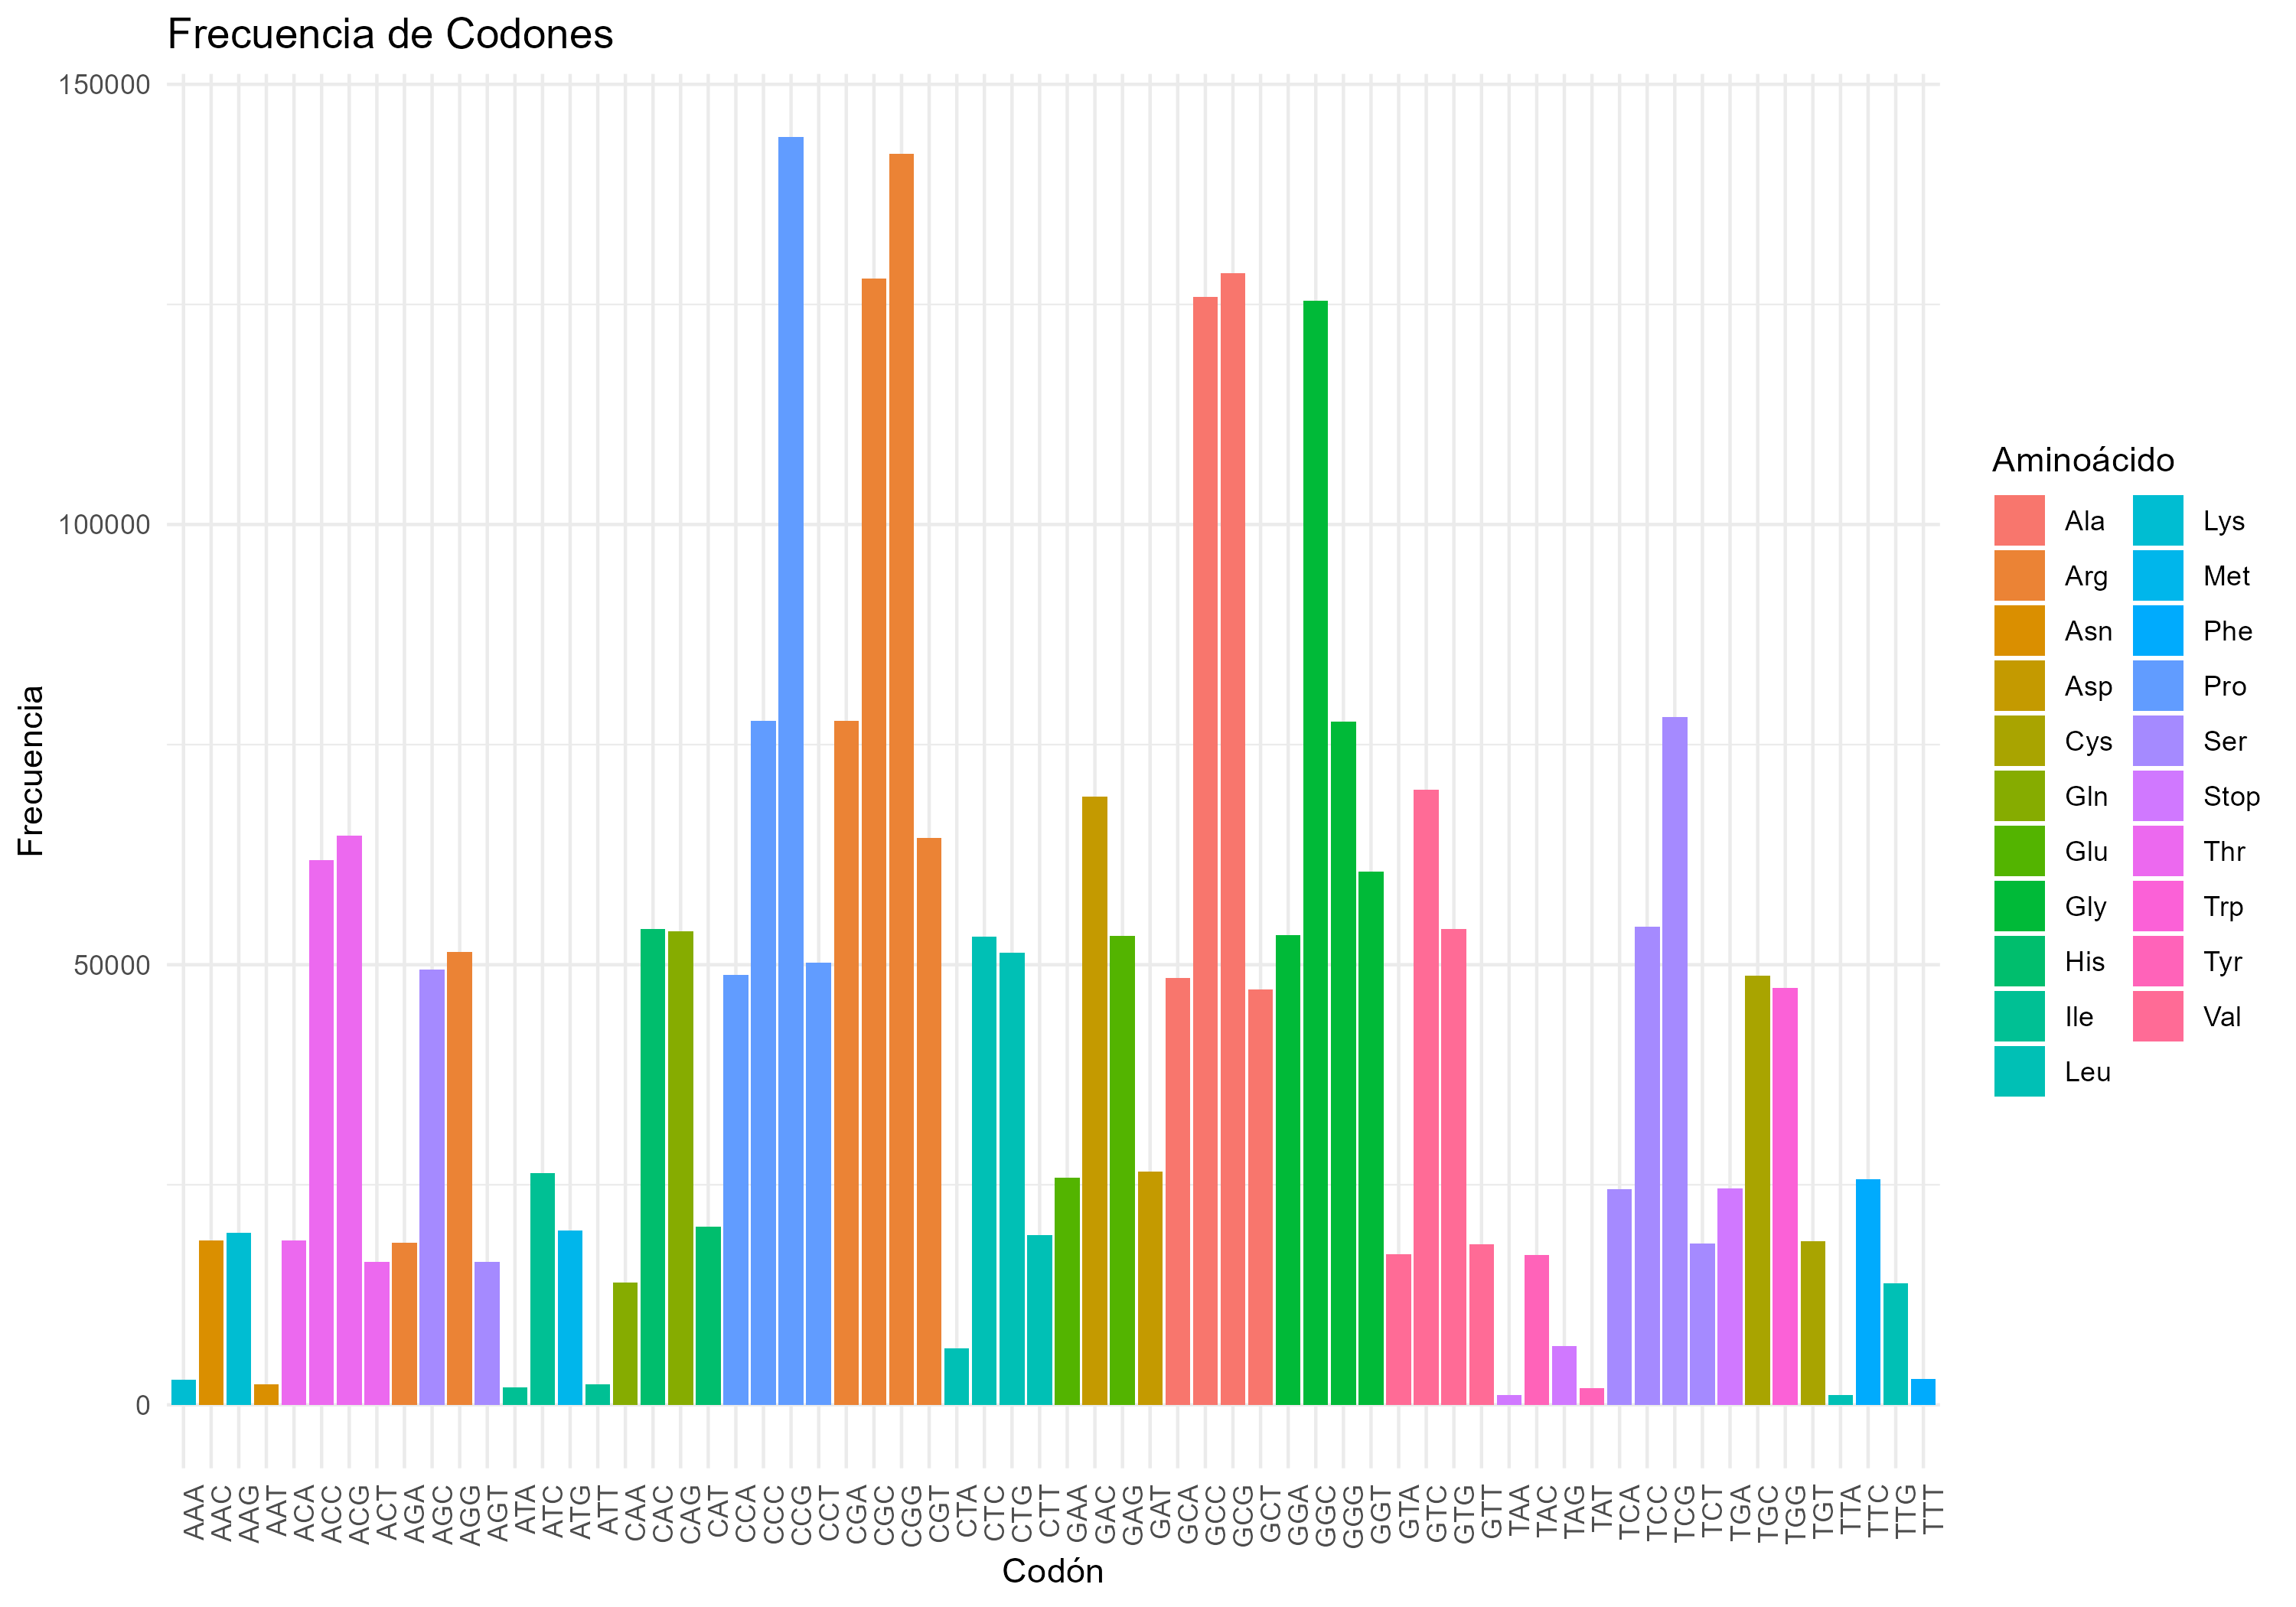 Frecuencia de Codones
150000
100000
50000
0
Frecuencia
AAA AAC AAG AAT ACA ACC ACG ACT AGA AGC AGG AGT ATA ATC ATG ATT CAA CAC CAG CAT CCA CCC CCG CCT CGA CGC CGG CGT CTA CTC CTG CTT GAA GAC GAG GAT GCA GCC GCG GCT GGA GGC GGG GGT GTA GTC GTG GTT TAA TAC TAG TAT TCA TCC TCG TCT TGA TGC TGG TGT TTA TTC TTG TTT
Codón
Aminoácido
Ala
Arg
Asn
Asp
Cys
Gln
Glu
Gly
His
Ile
Leu
Lys
Met
Phe
Pro
Ser
Stop
Thr
Trp
Tyr
Val